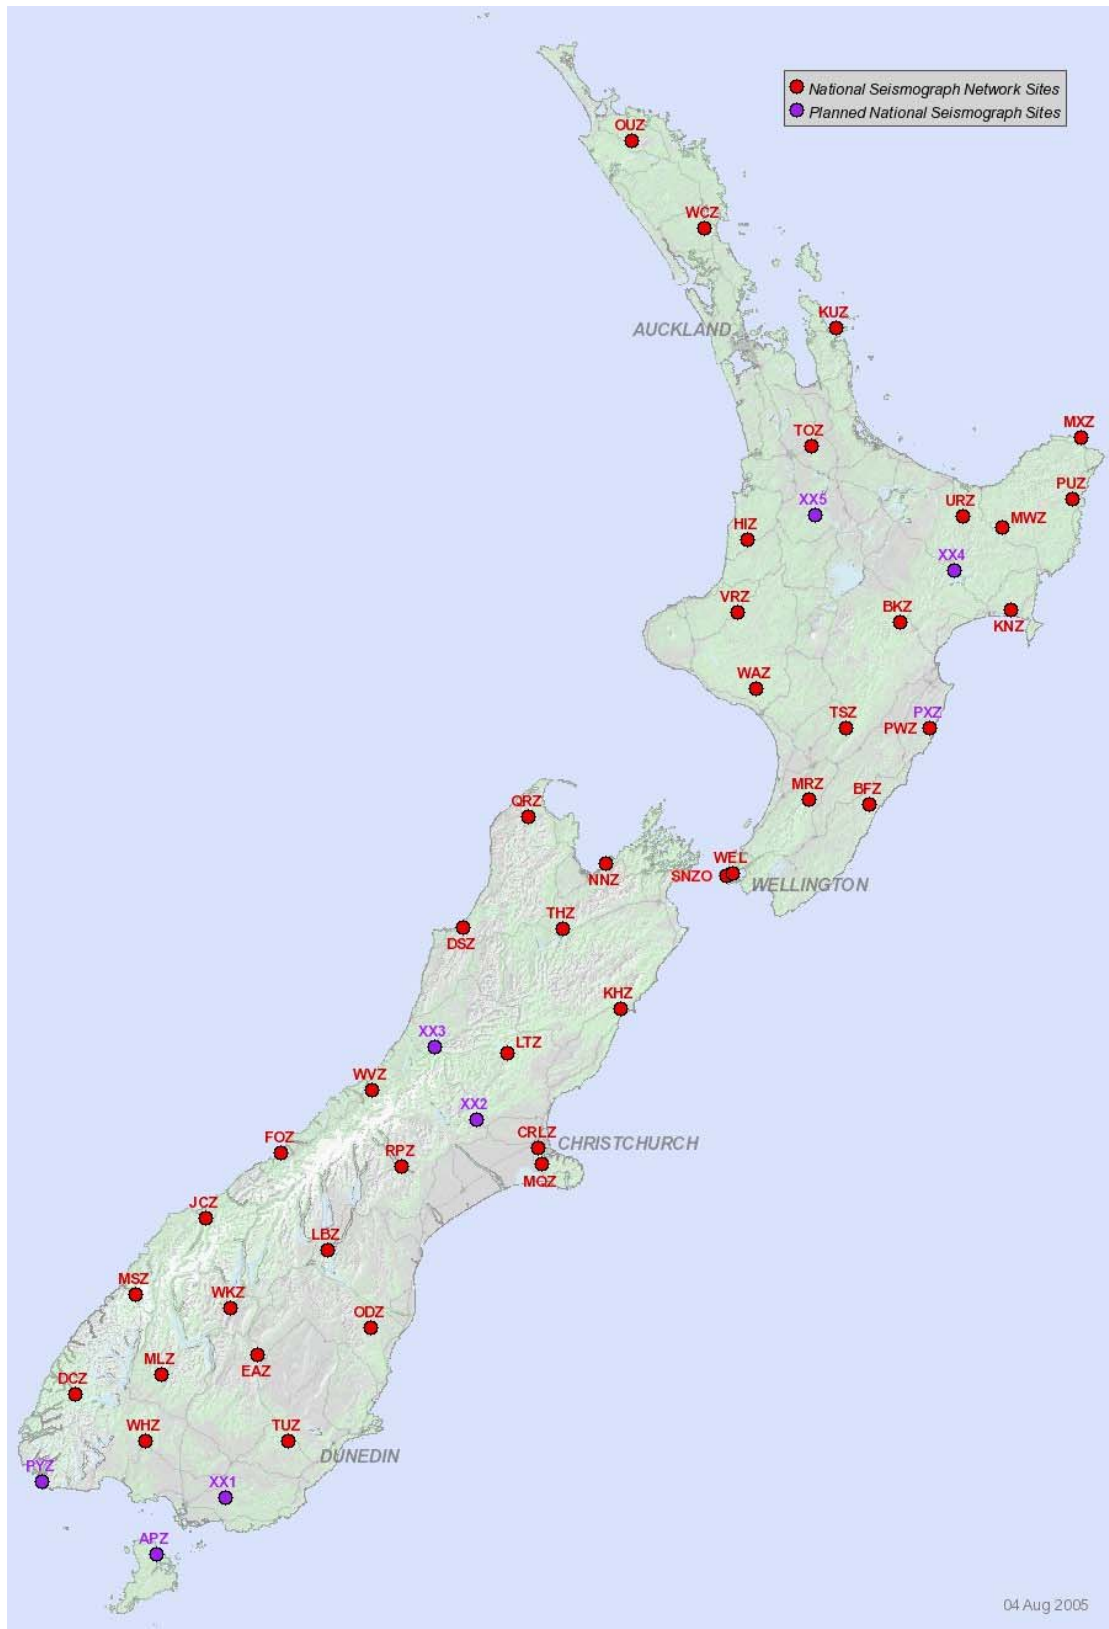 National Seismograph Network Sites
Planned National Seismograph Sites
OUZ
WCZ
KUZ
AUCKLAND
MXZ
TOZ
PUZ
XX5
URZ
MWZ
HIZ
XX4
VRZ
BKZ
KNZ
WAZ
TSZ
PXZ
PWZ
MRZ
BFZ
QRZ
WEL
SNZO
NNZ
WELLINGTON
THZ
DSZ
KHZ
XX3
LTZ
WVZ
XX2
CRLZ
FOZ
CHRISTCHURCH
RPZ
MQZ
JCZ
LBZ
MSZ
WKZ
ODZ
MLZ
EAZ
DCZ
WHZ
TUZ
DUNEDIN
PYZ
XX1
APZ
04 Aug 2005